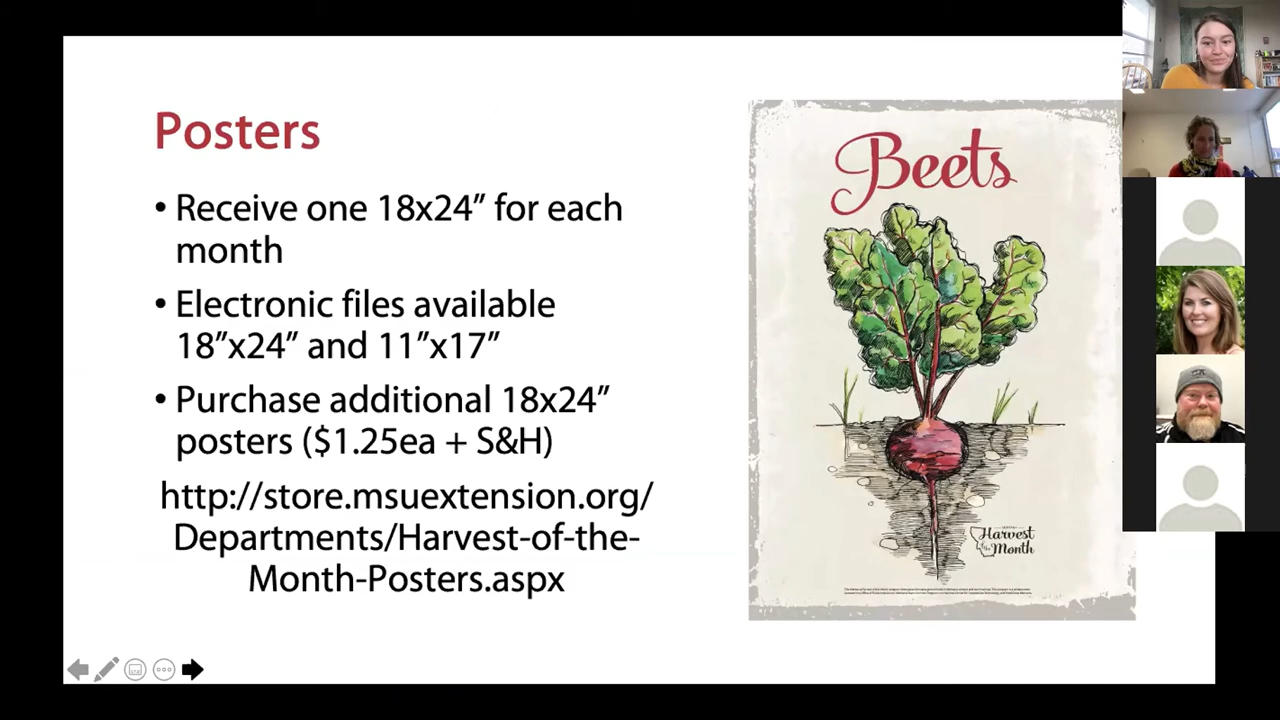 Posters
• Receive one 18x24” for each
month
• Electronic files available
18”x24” and 11”x17”
• Purchase additional 18x24”
posters ($1.25ea + S&H)
http://store.msuextension.org/
Departments/Harvest-of-the-
Month-Posters.aspx
Beets
Harvest
of the
Month